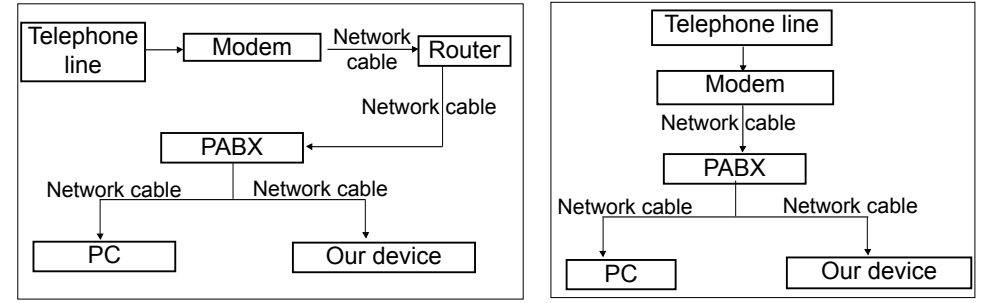 Telephone
line
Modem
Network
cable
Router
Network cable
PABX
Network cable
Network cable
PC
Our device
Telephone line
Modem
Network cable
PABX
Network cable
Network cable
PC
Our device